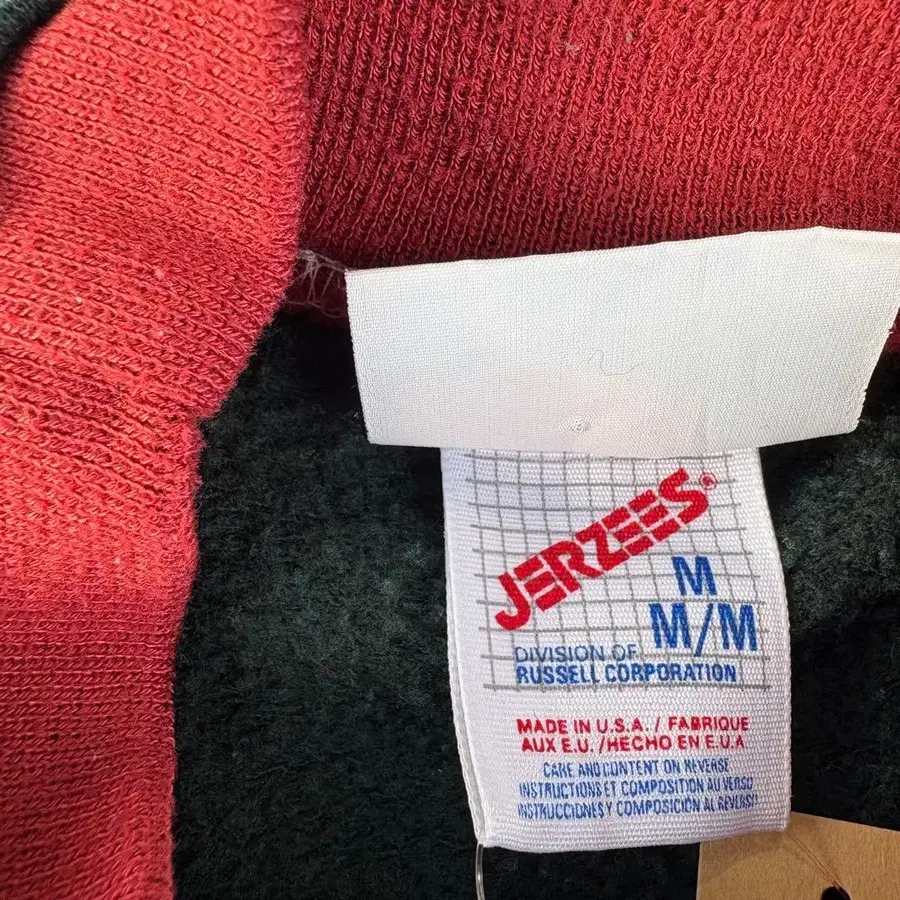 JERZEES®
M
M/M
DIVISION OF
RUSSELL CORPORATION
MADE IN U.S.A. / FABRIQUE
AUX E.U. /HECHO EN E.U.A
CARE AND CONTENT ON REVERSE
INSTRUCTIONS ET COMPOSITION AU VERSO
INSTRUCCIONES Y COMPOSICIÓN AL REVERSO